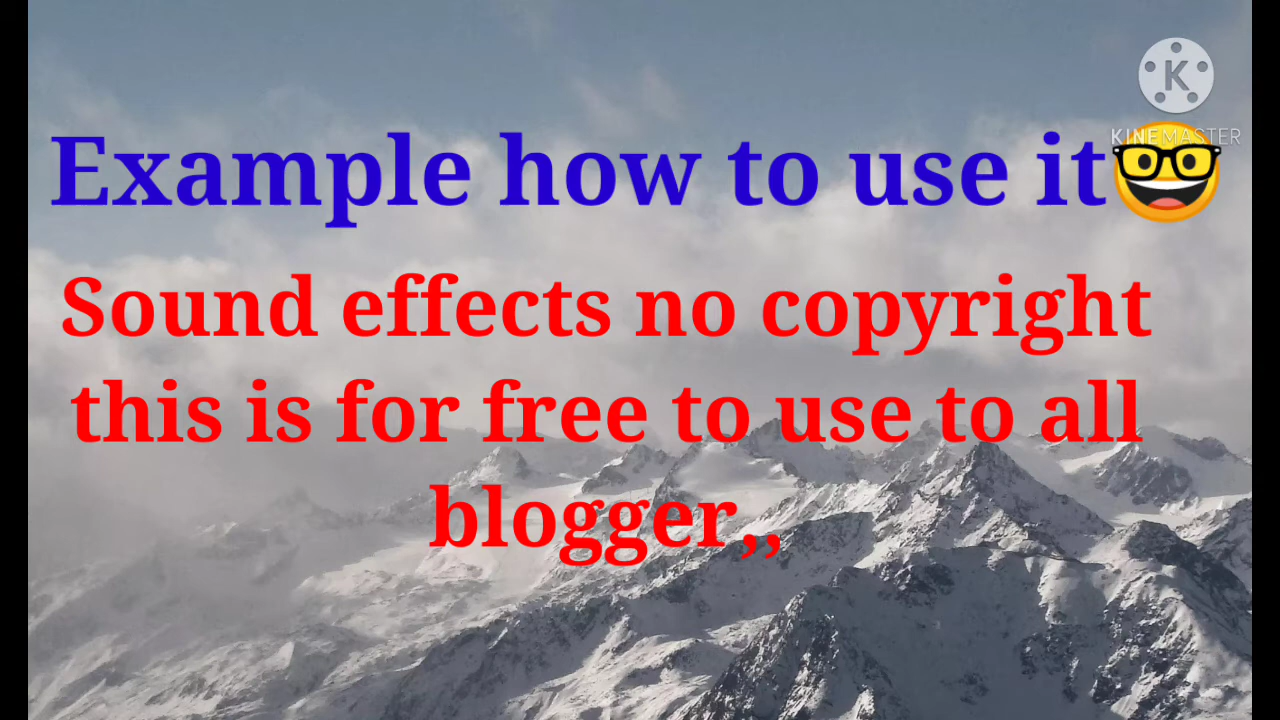 K
KINEMASTER
Example how to use it🤓
Sound effects no copyright
this is for free to use to all
blogger,,